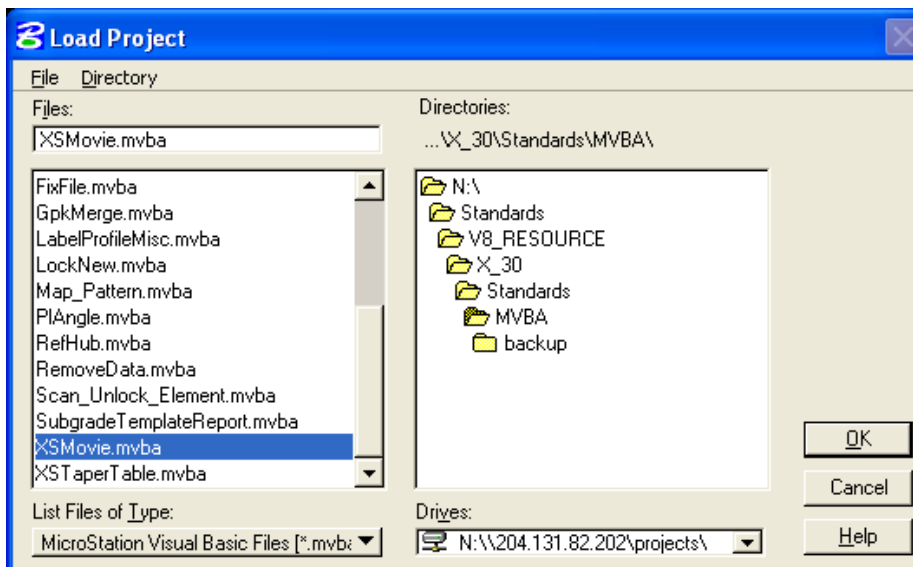 Load Project
File Directory
Files:
XSMovie.mvba
FixFile.mvba
GpkMerge.mvba
LabelProfileMisc.mvba
LockNew.mvba
Map_Pattern.mvba
PIAngle.mvba
RefHub.mvba
RemoveData.mvba
Scan_Unlock_Element.mvba
SubgradeTemplateReport.mvba
XSMovie.mvba
XSTaperTable.mvba
List Files of Type:
MicroStation Visual Basic Files [*.mvba
Directories:
...\X_30\Standards\MVBA\
N:\
Standards
V8_RESOURCE
X_30
Standards
MVBA
backup
Drives:
N:\\204.131.82.202\projects\
OK
Cancel
Help